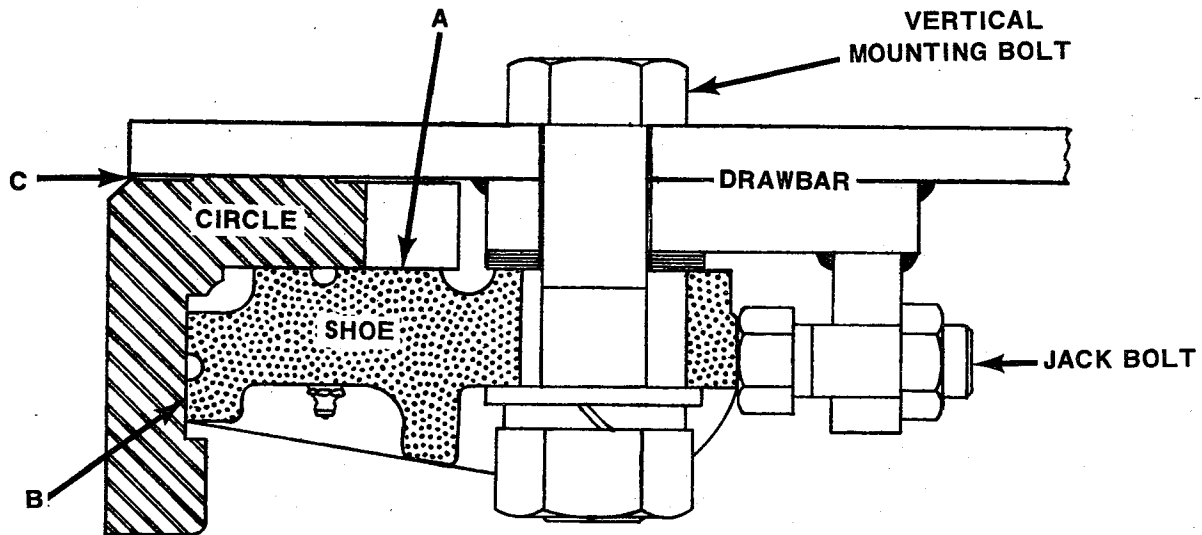 A
VERTICAL
MOUNTING BOLT
C
DRAWBAR
CIRCLE
SHOE
JACK BOLT
B